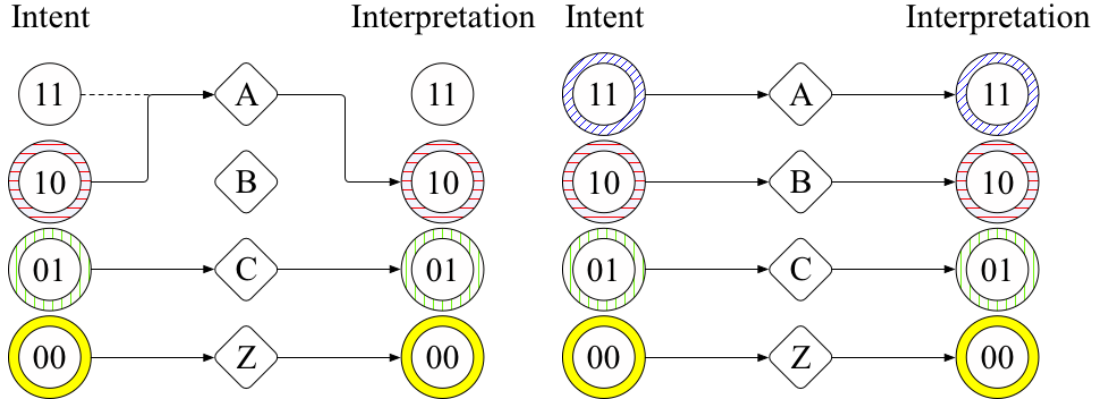 Intent Interpretation Intent Interpretation
11 A 11 11 A 11
10 B 10 10 B 10
01 C 01 01 C 01
00 Z 00 00 Z 00